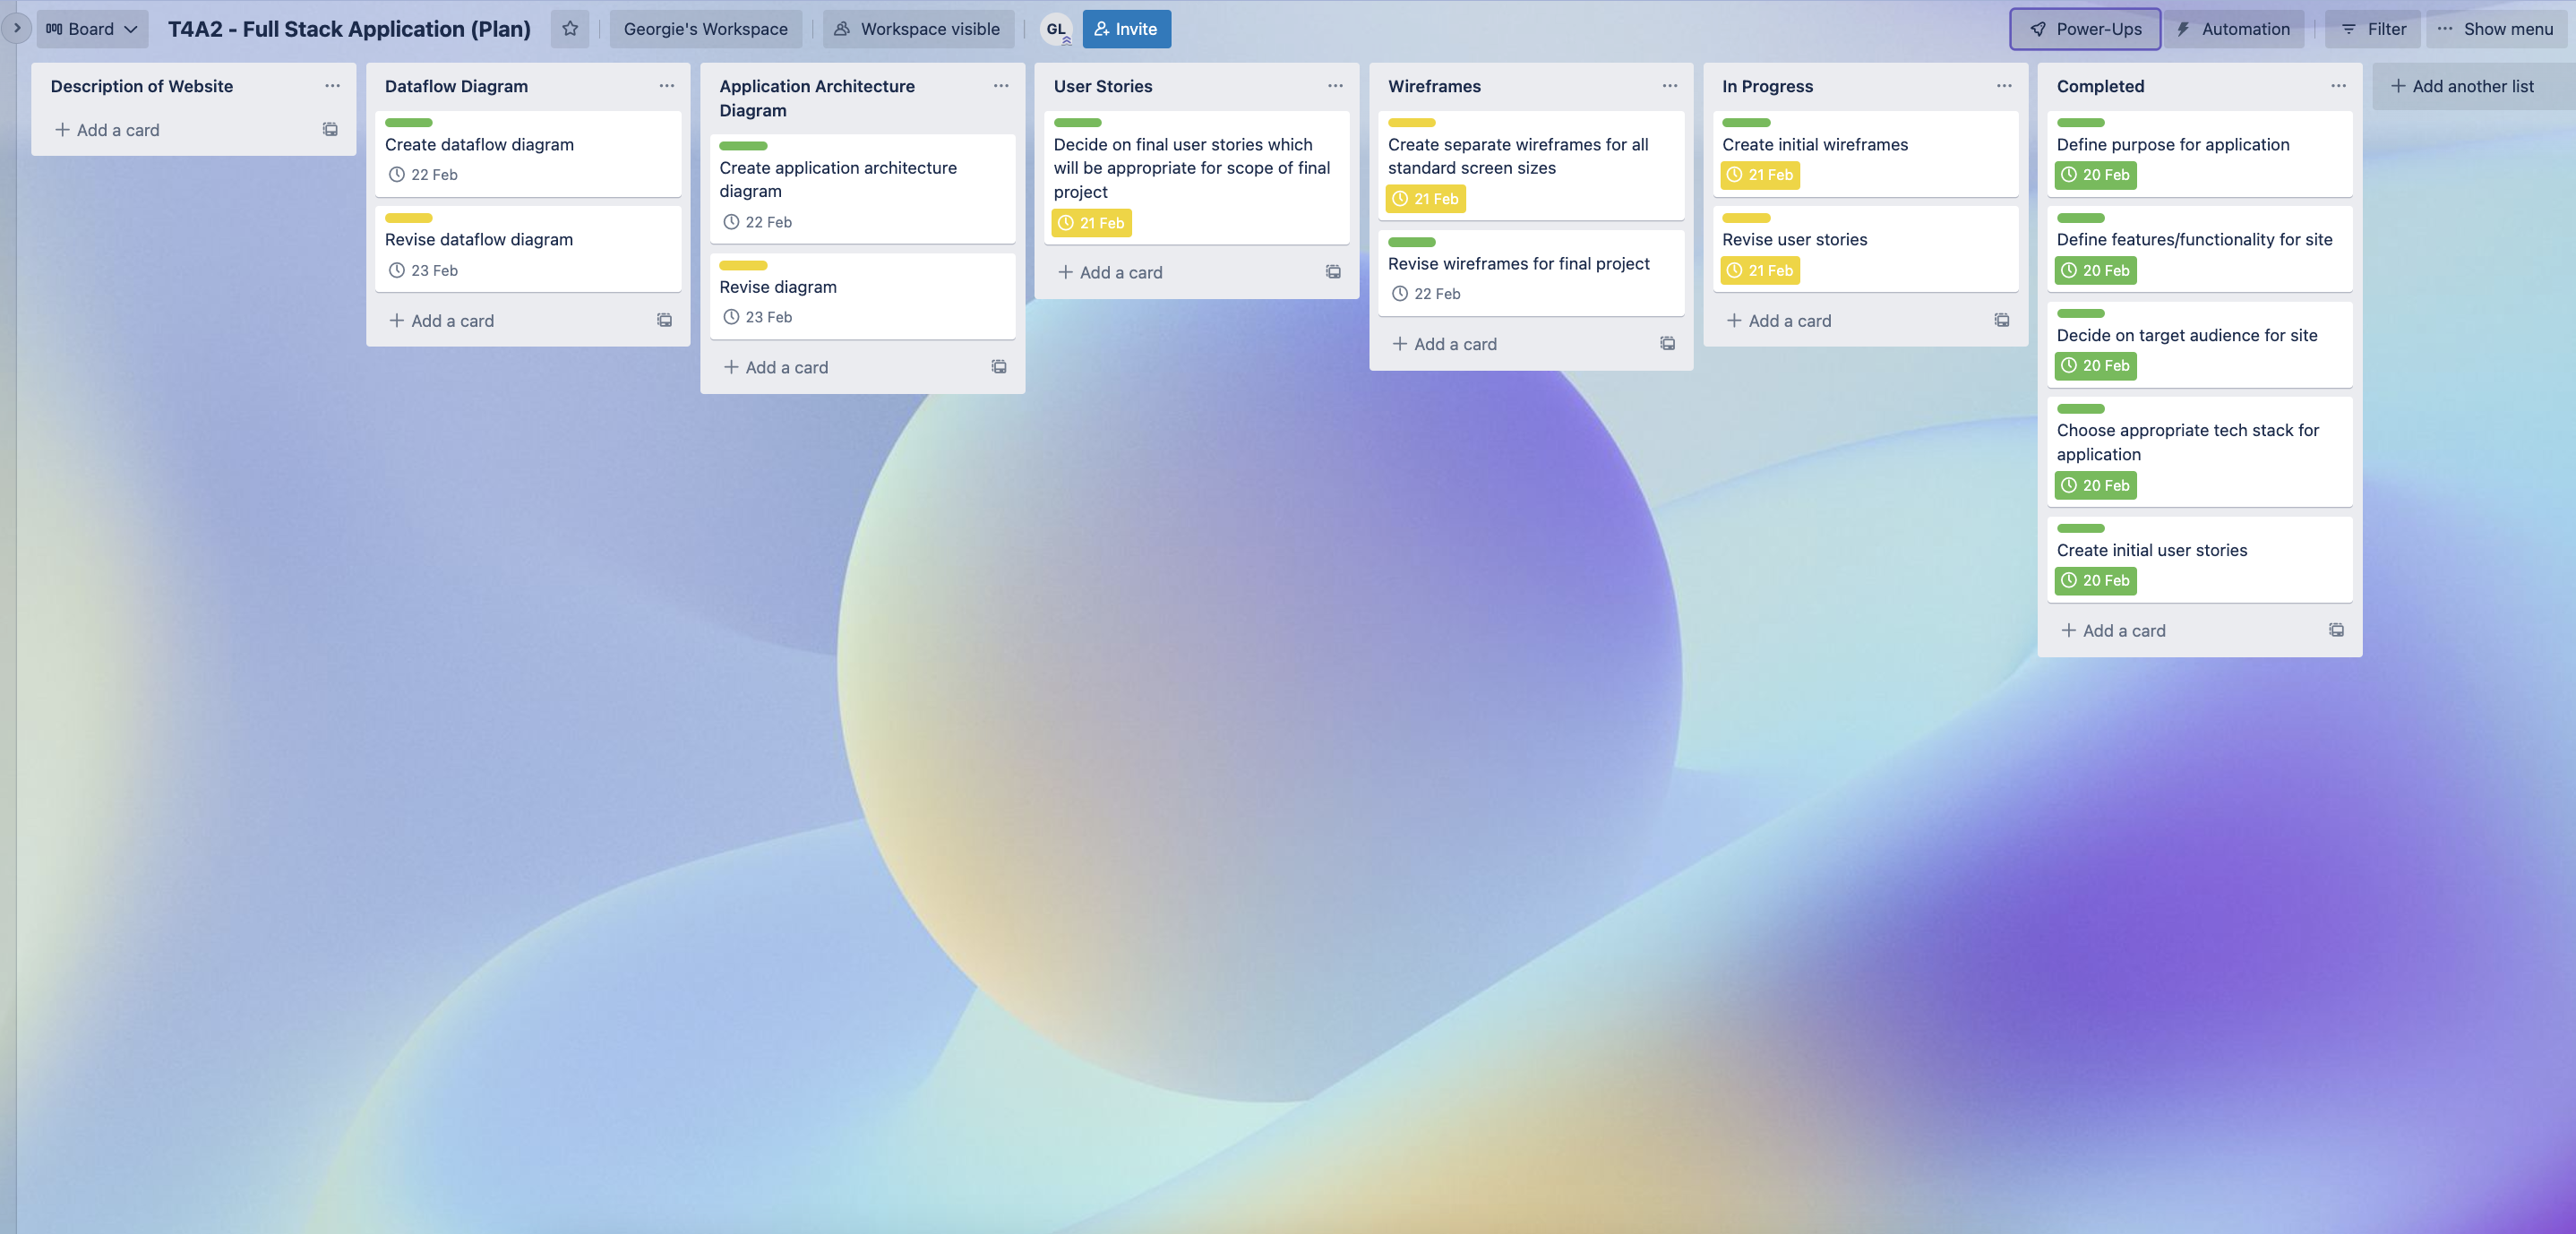 Board
T4A2 - Full Stack Application (Plan)
Georgie's Workspace
Workspace visible
GL
Invite
Power-Ups
Automation
Filter
Show menu
Description of Website
Add a card
Dataflow Diagram
Create dataflow diagram
22 Feb
Revise dataflow diagram
23 Feb
Add a card
Application Architecture
Diagram
Create application architecture
diagram
22 Feb
Revise diagram
23 Feb
Add a card
User Stories
Decide on final user stories which
will be appropriate for scope of final
project
21 Feb
Add a card
Wireframes
Create separate wireframes for all
standard screen sizes
21 Feb
Revise wireframes for final project
22 Feb
Add a card
In Progress
Create initial wireframes
21 Feb
Revise user stories
21 Feb
Add a card
Completed
Define purpose for application
20 Feb
Define features/functionality for site
20 Feb
Decide on target audience for site
20 Feb
Choose appropriate tech stack for
application
20 Feb
Create initial user stories
20 Feb
Add a card
Add another list